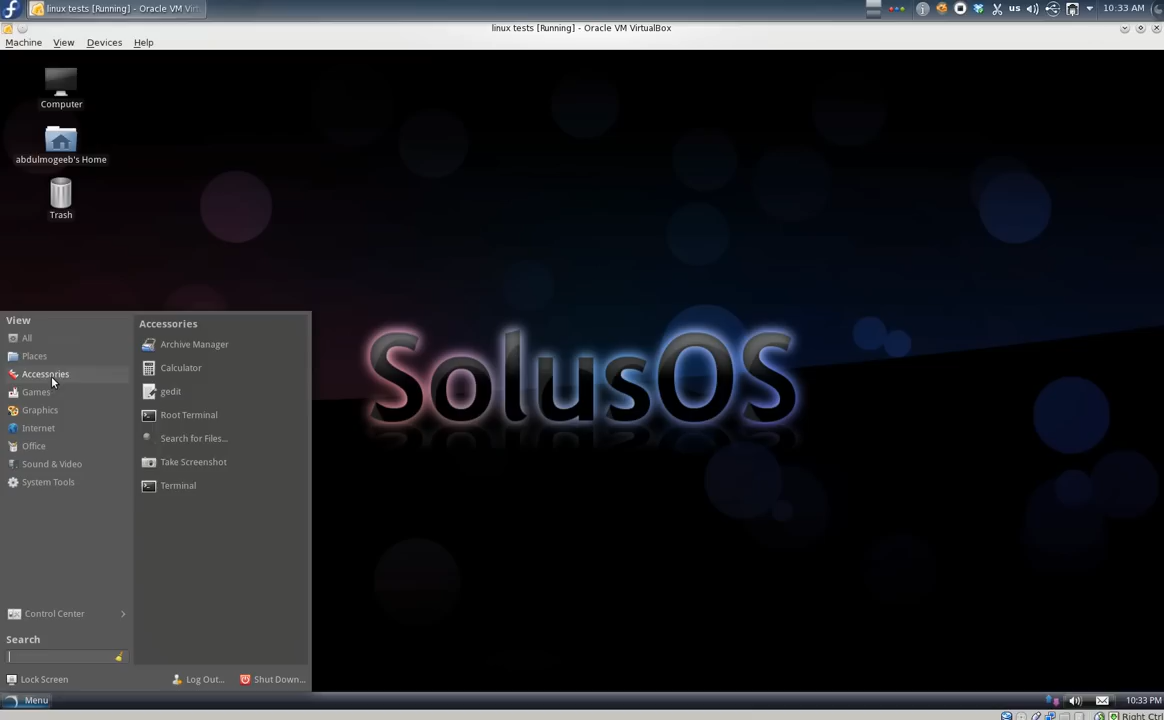 linux tests [Running] - Oracle VM Virt
us
10:33 AM
linux tests [Running] - Oracle VM VirtualBox
Machine View Devices Help
Computer
abdulmogeeb's Home
Trash
SolusOS
View
All
Places
Accessories
Games
Graphics
Internet
Office
Sound & Video
System Tools
Control Center
Search
Accessories
Archive Manager
Calculator
gedit
Root Terminal
Search for Files...
Take Screenshot
Terminal
Lock Screen
Log Out...
Shut Down...
Menu
10:33 PM
Right Ctrl